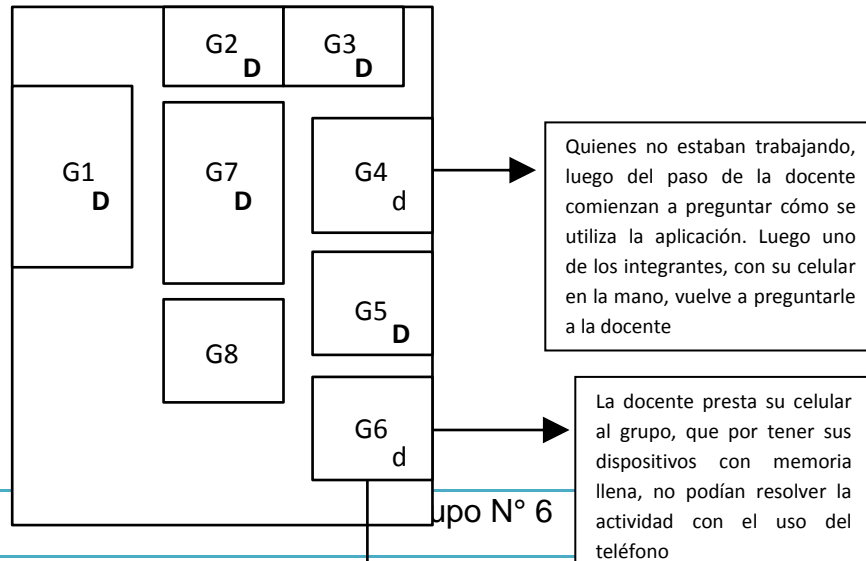 G2
D
G3
D
G1
D
G7
D
G4
d
Quienes no estaban trabajando,
luego del paso de la docente
comienzan a preguntar cómo se
utiliza la aplicación. Luego uno
de los integrantes, con su celular
en la mano, vuelve a preguntarle
a la docente
G5
D
G8
G6
d
La docente presta su celular
al grupo, que por tener sus
dispositivos con memoria
llena, no podían resolver la
actividad con el uso del
teléfono
upo N° 6